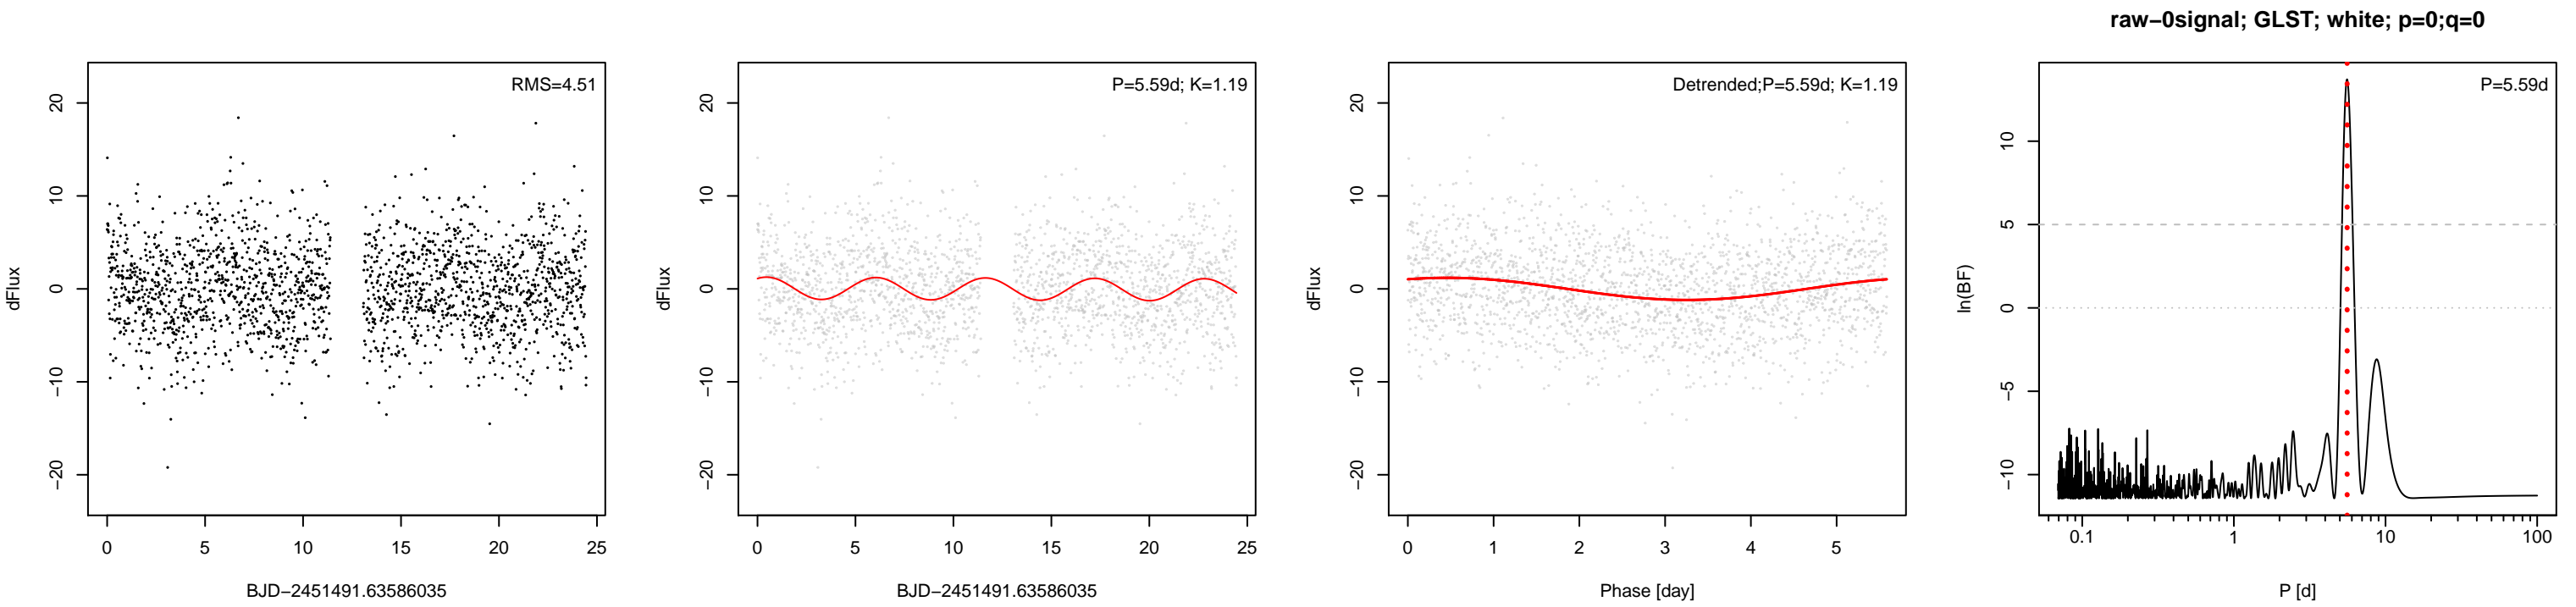 raw−0signal; GLST; white; p=0;q=0
RMS=4.51
dFlux
20
10
0
−10
−20
0 5 10 15 20 25
BJD−2451491.63586035
P=5.59d; K=1.19
dFlux
20
10
0
−10
−20
0 5 10 15 20 25
BJD−2451491.63586035
Detrended;P=5.59d; K=1.19
dFlux
20
10
0
−10
−20
0 1 2 3 4 5
Phase [day]
P=5.59d
ln(BF)
10
5
0
−5
−10
0.1 1 10 100
P [d]